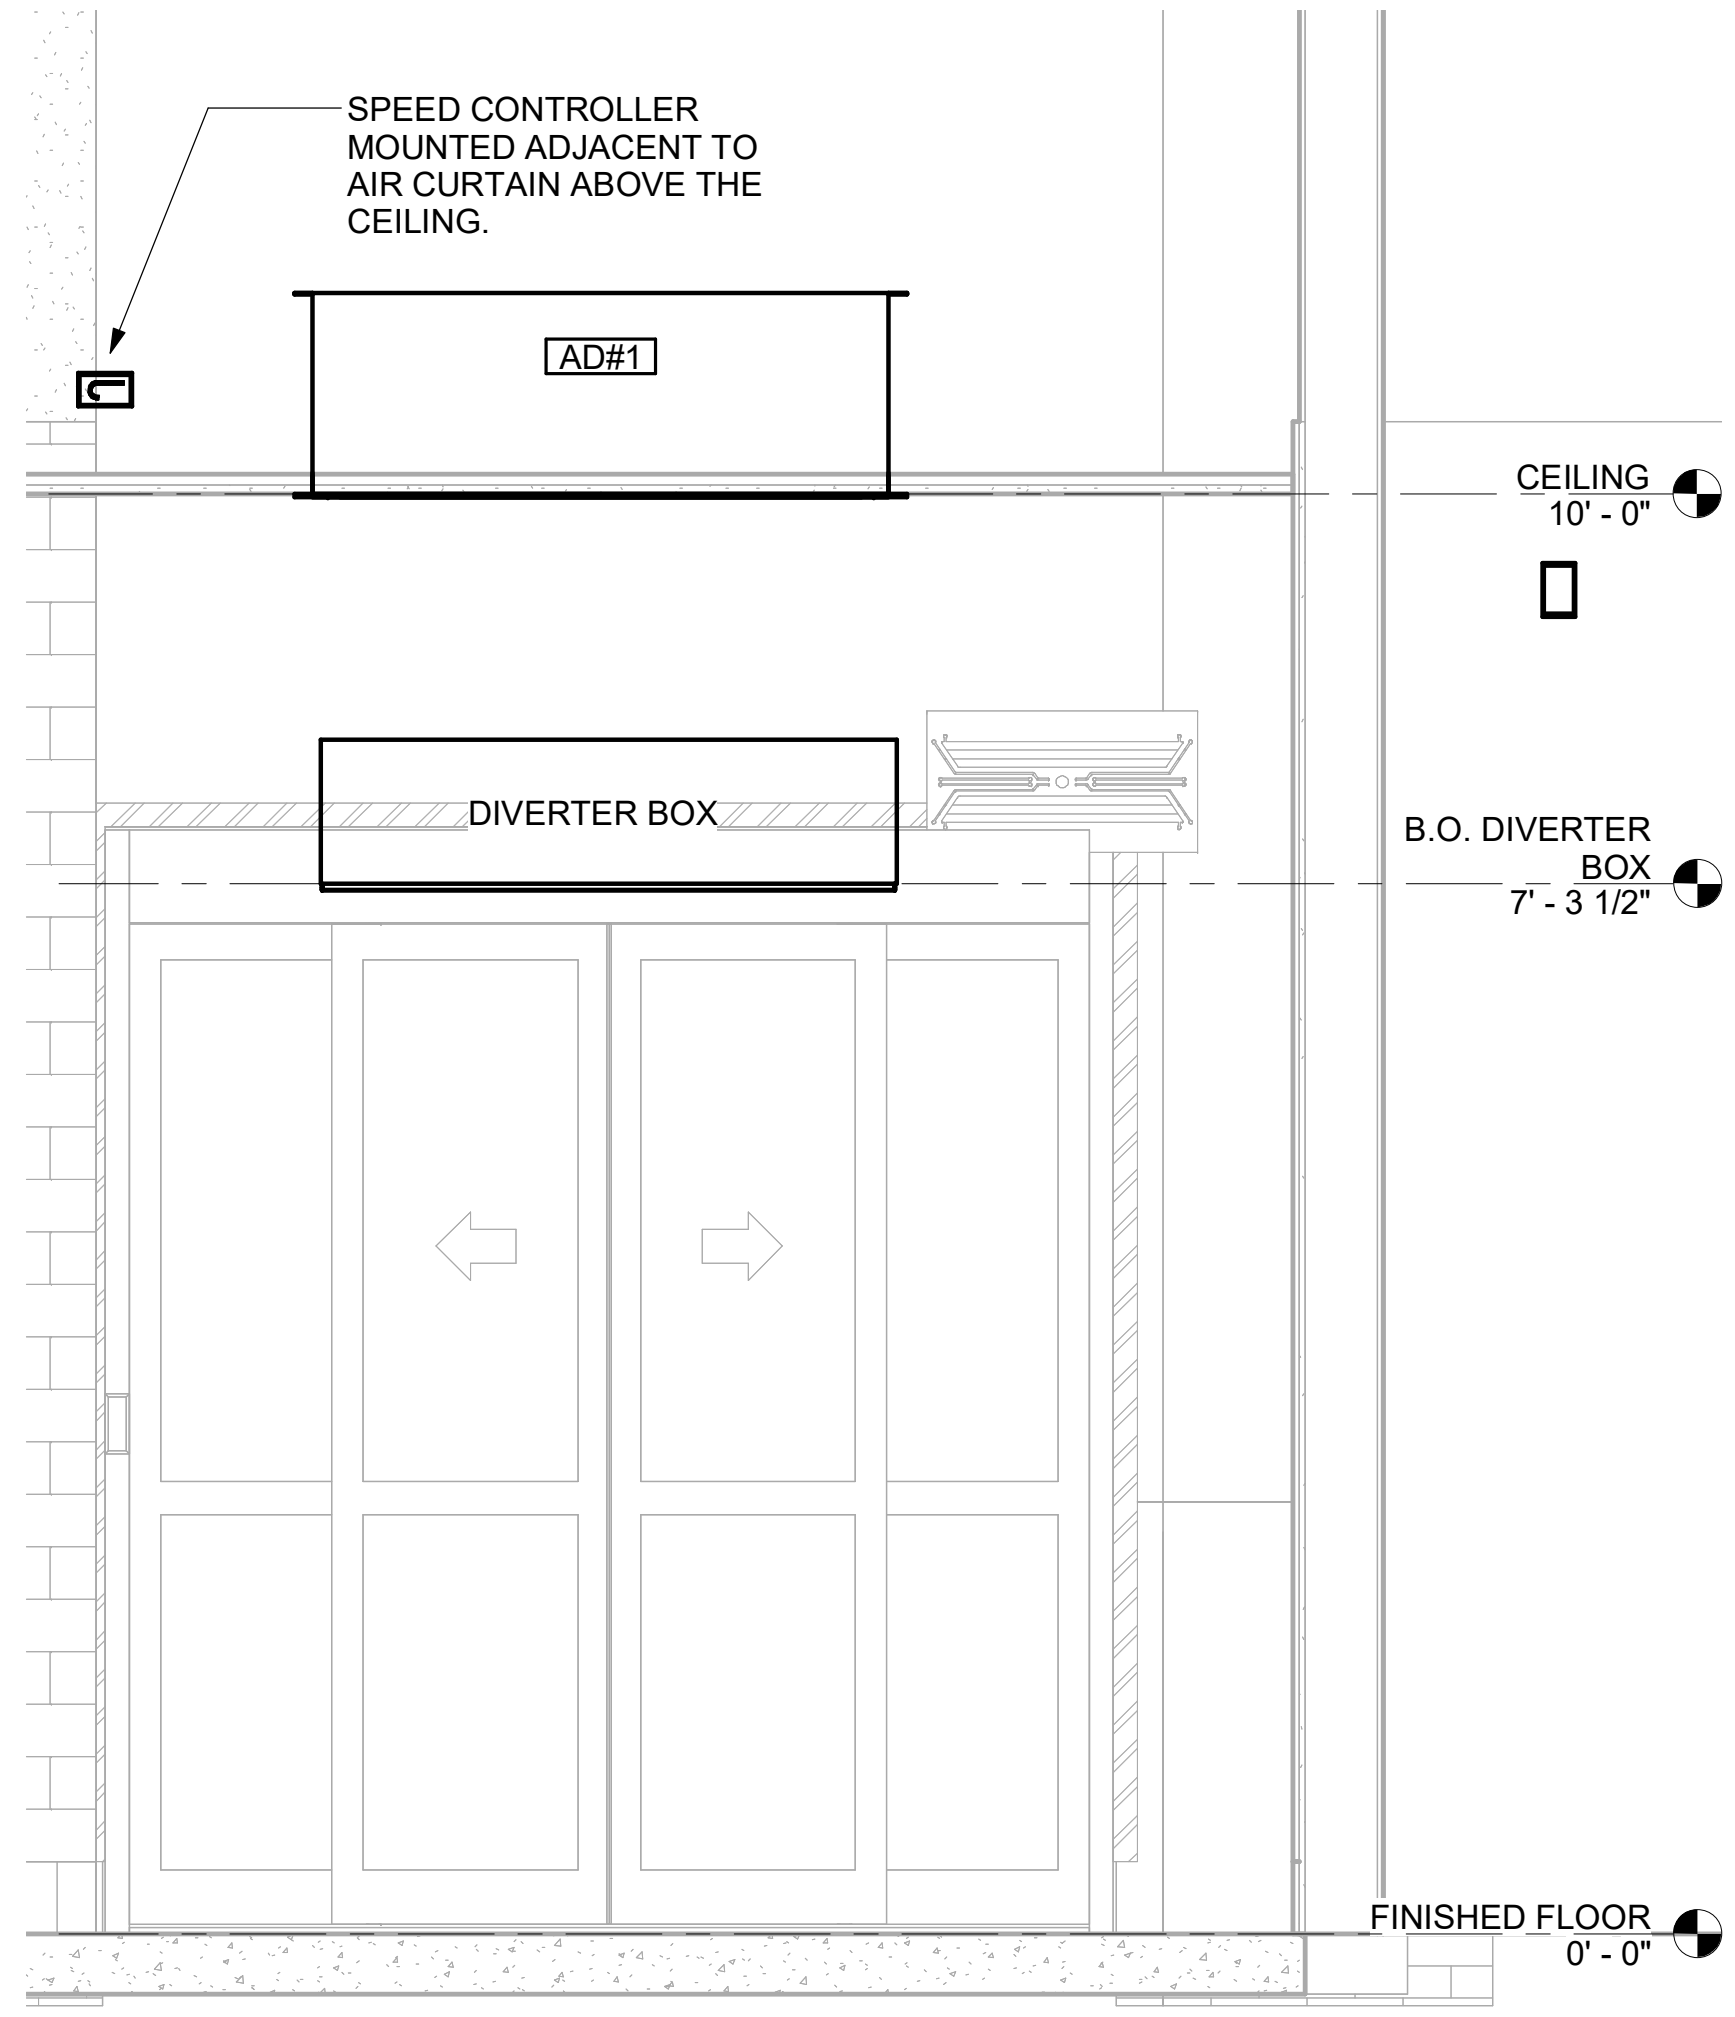 SPEED CONTROLLER
MOUNTED ADJACENT TO
AIR CURTAIN ABOVE THE
CEILING.
AD#1
CEILING
10' - 0"
DIVERTER BOX
B.O. DIVERTER
BOX
7' - 3 1/2"
FINISHED FLOOR
0' - 0"